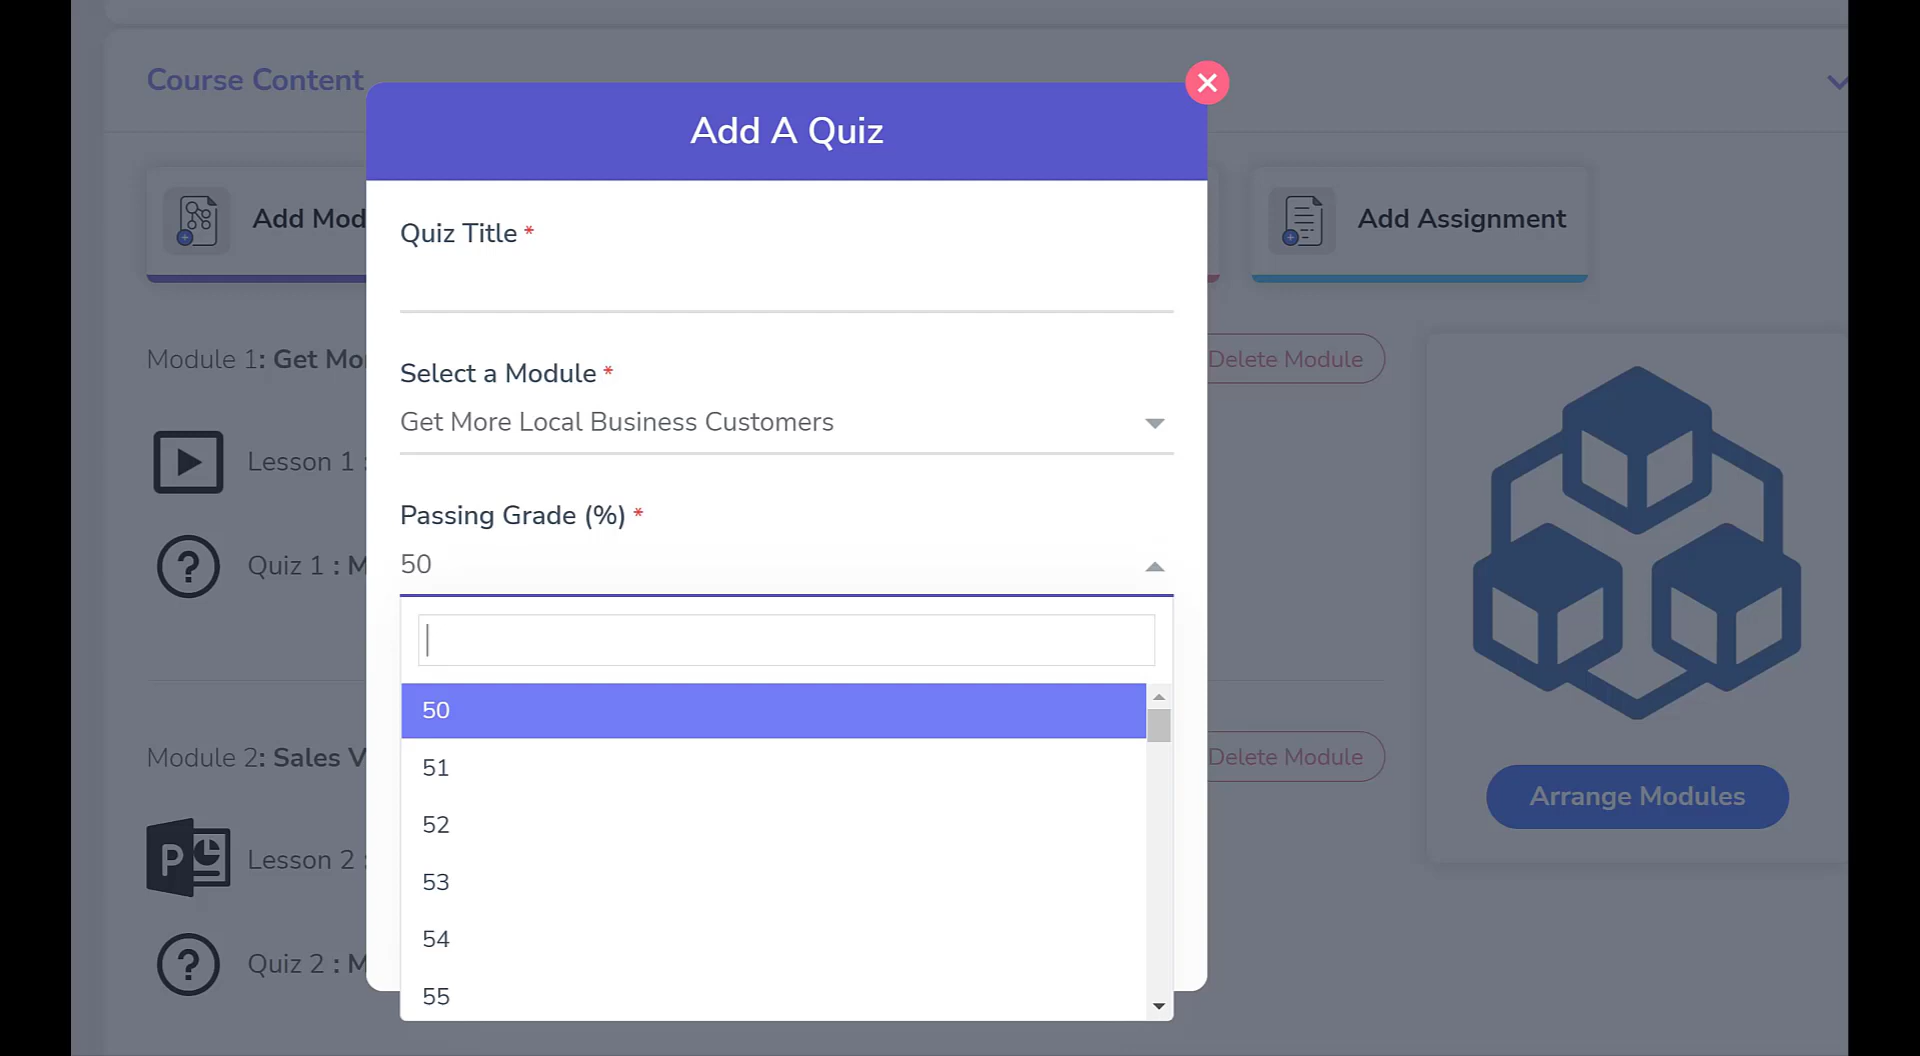 Course Content
Add A Quiz
Add Mod
Add Assignment
Quiz Title *
Module 1: Get Mo
Delete Module
Select a Module *
Get More Local Business Customers
Lesson 1 :
Passing Grade (%) *
50
Quiz 1 : M
50
51
52
53
54
55
Module 2: Sales V
Delete Module
Arrange Modules
P
Lesson 2 :
Quiz 2 : M